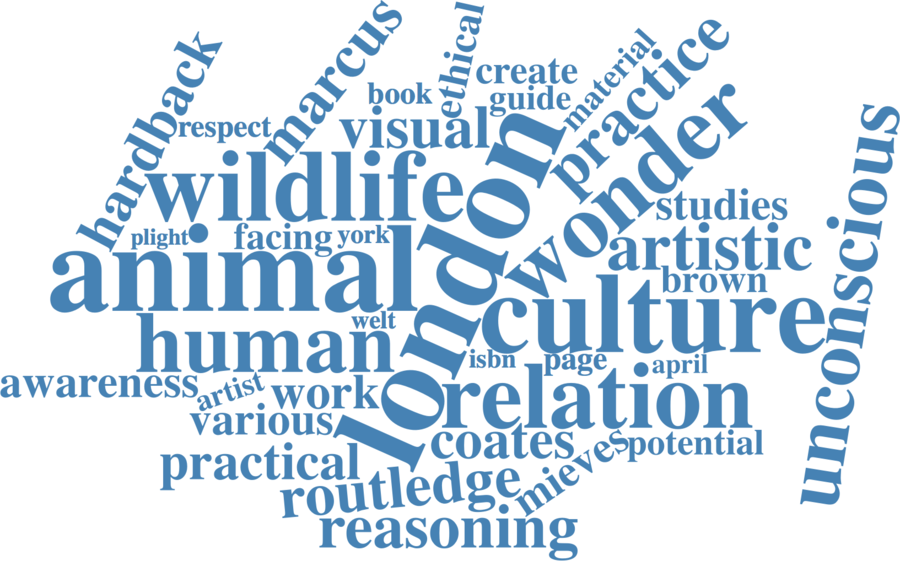 hardback
marcus
ethical
material
practice
create
book
guide
respect
visual
london
wonder
unconscious
wildlife
studies
plight
facing
york
artistic
animal
brown
culture
welt
human
isbn
page
april
awareness
artist
work
relation
various
coates
mieves
potential
practical
routledge
reasoning